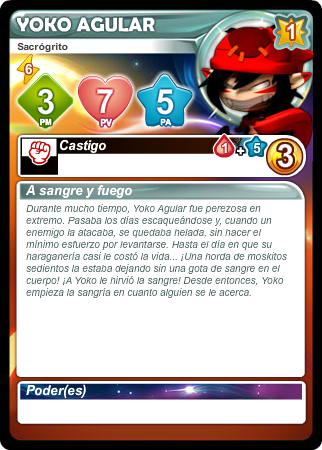 YOKO AGULAR
1
Sacrógrito
6
3
PM
7
PV
5
PA
Castigo
1 + 5
3
A sangre y fuego
Durante mucho tiempo, Yoko Agular fue perezosa en
extremo. Pasaba los días escaqueándose y, cuando un
enemigo la atacaba, se quedaba helada, sin hacer el
mínimo esfuerzo por levantarse. Hasta el día en que su
haraganería casi le costó la vida... ¡Una horda de moskitos
sedientos la estaba dejando sin una gota de sangre en el
cuerpo! ¡A Yoko le hirvió la sangre! Desde entonces, Yoko
empieza la sangría en cuanto alguien se le acerca.
Poder(es)